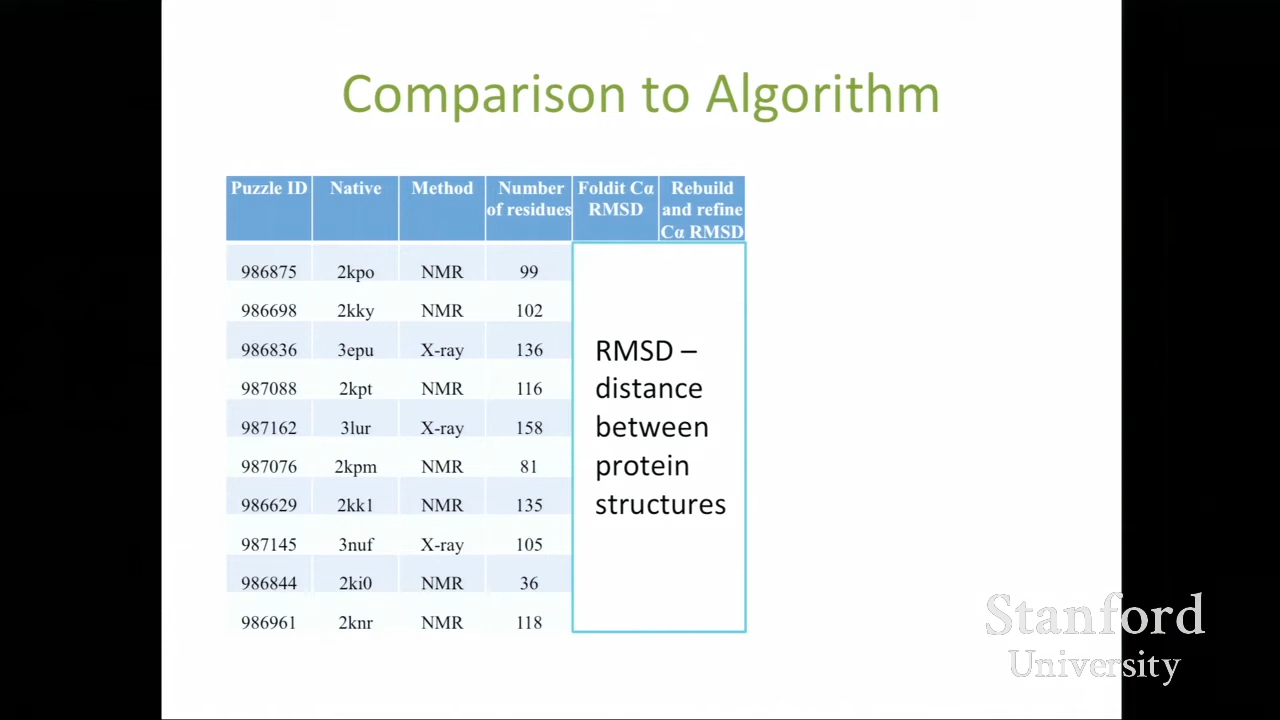 Comparison to Algorithm
Puzzle ID Native Method Number of residues Foldit Cα RMSD Rebuild and refine Cα RMSD
986875 2kpo NMR 99
986698 2kky NMR 102
986836 3epu X-ray 136
987088 2kpt NMR 116
987162 3lur X-ray 158
987076 2kpm NMR 81
986629 2kk1 NMR 135
987145 3nuf X-ray 105
986844 2ki0 NMR 36
986961 2knr NMR 118
RMSD –
distance
between
protein
structures
Stanford
University